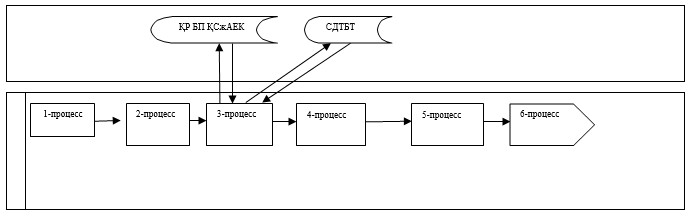 ҚР БП ҚСжАЕК
СДТБТ
1-процесс
2-процесс
3-процесс
4-процесс
5-процесс
6-процесс